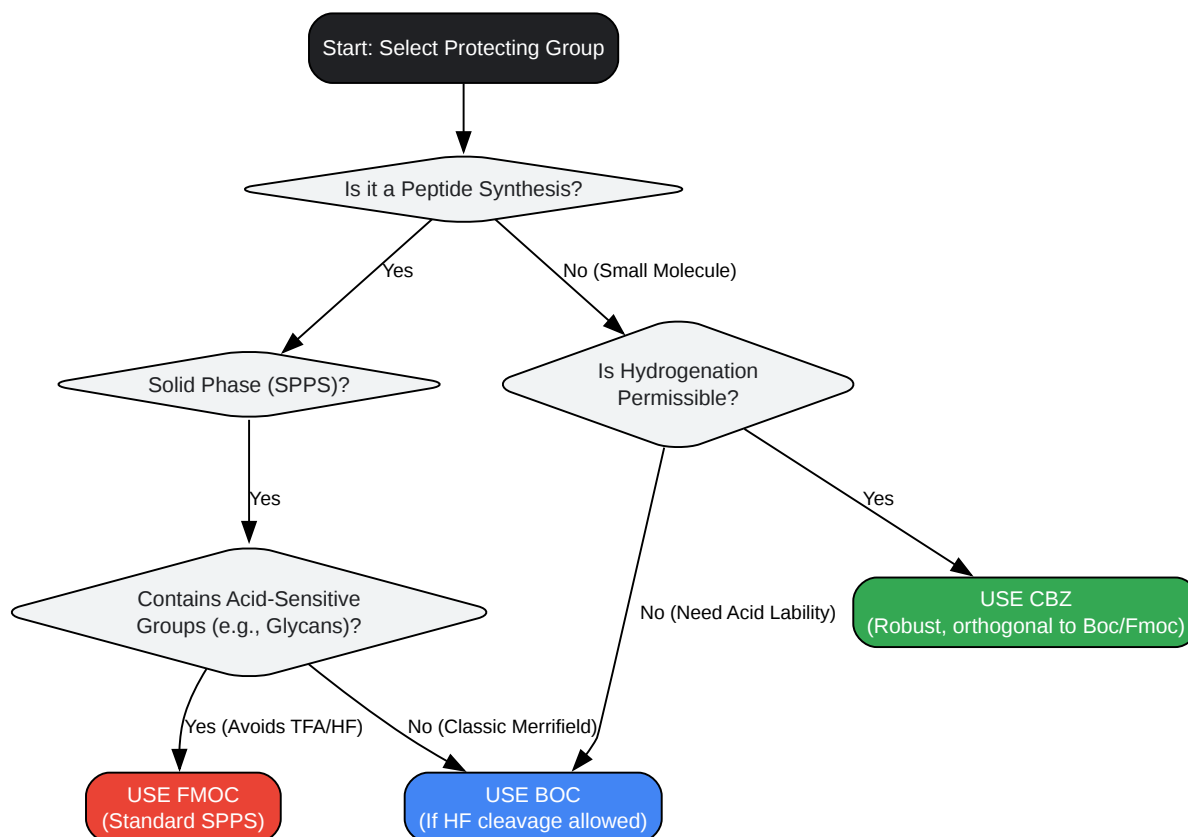 Start: Select Protecting Group
Is it a Peptide Synthesis?
Yes
No (Small Molecule)
Solid Phase (SPPS)?
Is Hydrogenation
Permissible?
Yes
Yes
Contains Acid-Sensitive
Groups (e.g., Glycans)?
No (Need Acid Lability)
USE CBZ
(Robust, orthogonal to Boc/Fmoc)
Yes (Avoids TFA/HF)
No (Classic Merrifield)
USE FMOC
(Standard SPPS)
USE BOC
(If HF cleavage allowed)